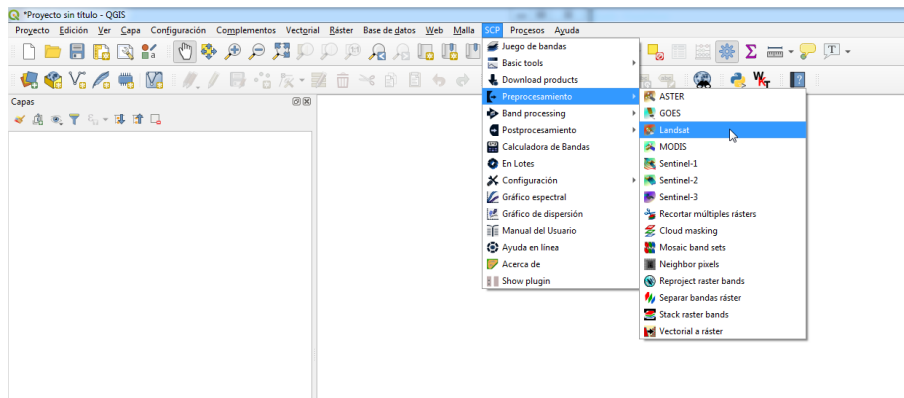 *Proyecto sin título - QGIS
Proyecto Edición Ver Capa Configuración Complementos Vectorial Ráster Base de datos Web Malla SCP Procesos Ayuda
Capas
Juego de bandas
Basic tools
Download products
Preprocesamiento
Band processing
Postprocesamiento
Calculadora de Bandas
En Lotes
Configuración
Gráfico espectral
Gráfico de dispersión
Manual del Usuario
Ayuda en línea
Acerca de
Show plugin
ASTER
GOES
Landsat
MODIS
Sentinel-1
Sentinel-2
Sentinel-3
Recortar múltiples rásters
Cloud masking
Mosaic band sets
Neighbor pixels
Reproject raster bands
Separar bandas ráster
Stack raster bands
Vectorial a ráster